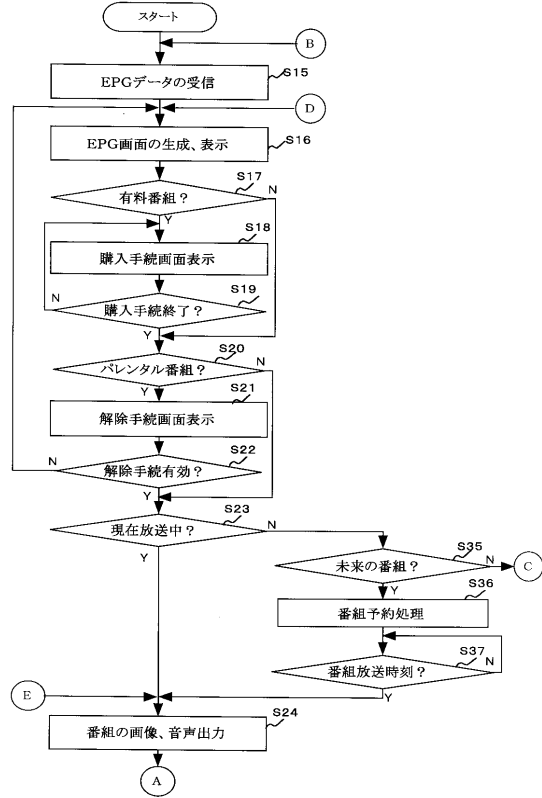 スタート
B
EPGデータの受信
S15
D
EPG画面の生成、表示
S16
有料番組？
S17
N
Y
購入手続画面表示
S18
購入手続終了？
S19
N
Y
パレンタル番組？
S20
N
Y
解除手続画面表示
S21
解除手続有効？
S22
N
Y
現在放送中？
S23
N
Y
未来の番組？
S35
N
C
Y
番組予約処理
S36
番組放送時刻？
S37
N
Y
E
番組の画像、音声出力
S24
A